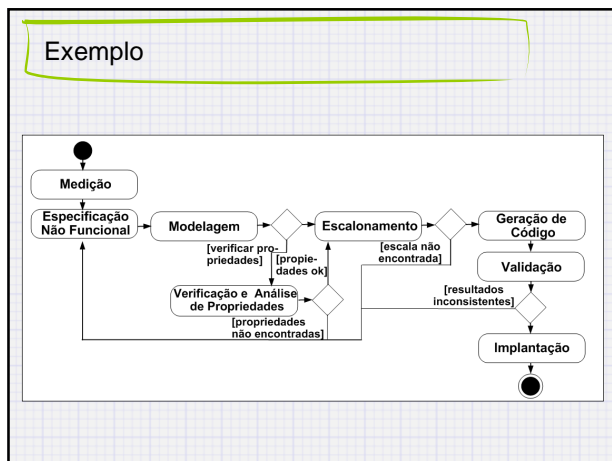 Exemplo
Medição
Especificação
Não Funcional
Modelagem
Escalonamento
Geração de
Código
[verificar pro-
priedades]
[propie-
dades ok]
[escala não
encontrada]
Validação
Verificação e Análise
de Propriedades
[resultados
inconsistentes]
[propriedades
não encontradas]
Implantação